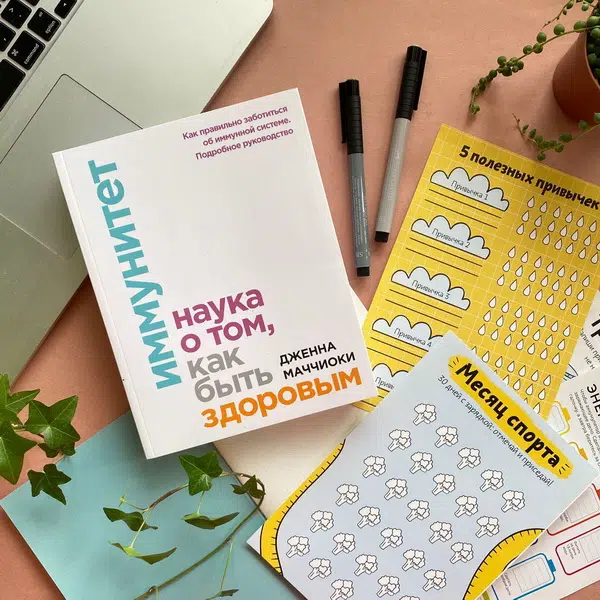 Как правильно заботиться
об иммунной системе.
Подробное руководство
иммунитет
наука
о том,
как
быть
здоровым
ДЖЕННА
МАЧЧИОКИ
5 полезных привычек
Привычка 1
Привычка 2
Привычка 3
Привычка 4
Месяц спорта
30 дней с зарядкой: отмечай и приседай!